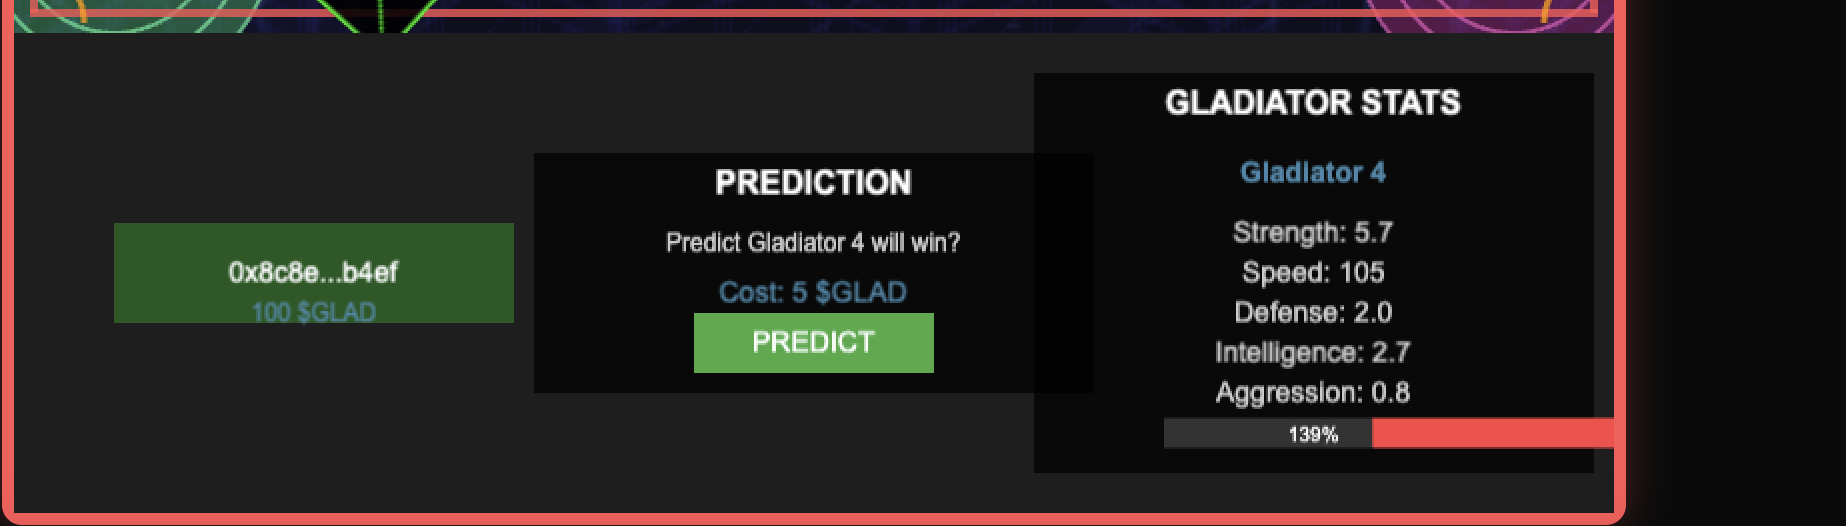 0x8c8e...b4ef
100 $GLAD
PREDICTION
Predict Gladiator 4 will win?
Cost: 5 $GLAD
PREDICT
GLADIATOR STATS
Gladiator 4
Strength: 5.7
Speed: 105
Defense: 2.0
Intelligence: 2.7
Aggression: 0.8
139%